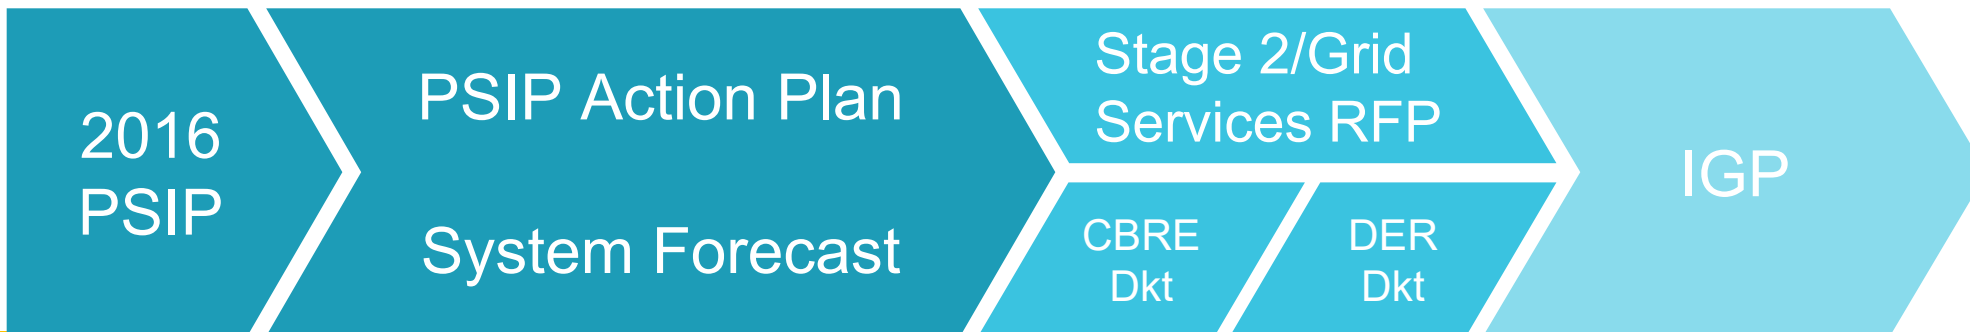 2016
PSIP
PSIP Action Plan
System Forecast
Stage 2/Grid
Services RFP
CBRE
Dkt
DER
Dkt
IGP